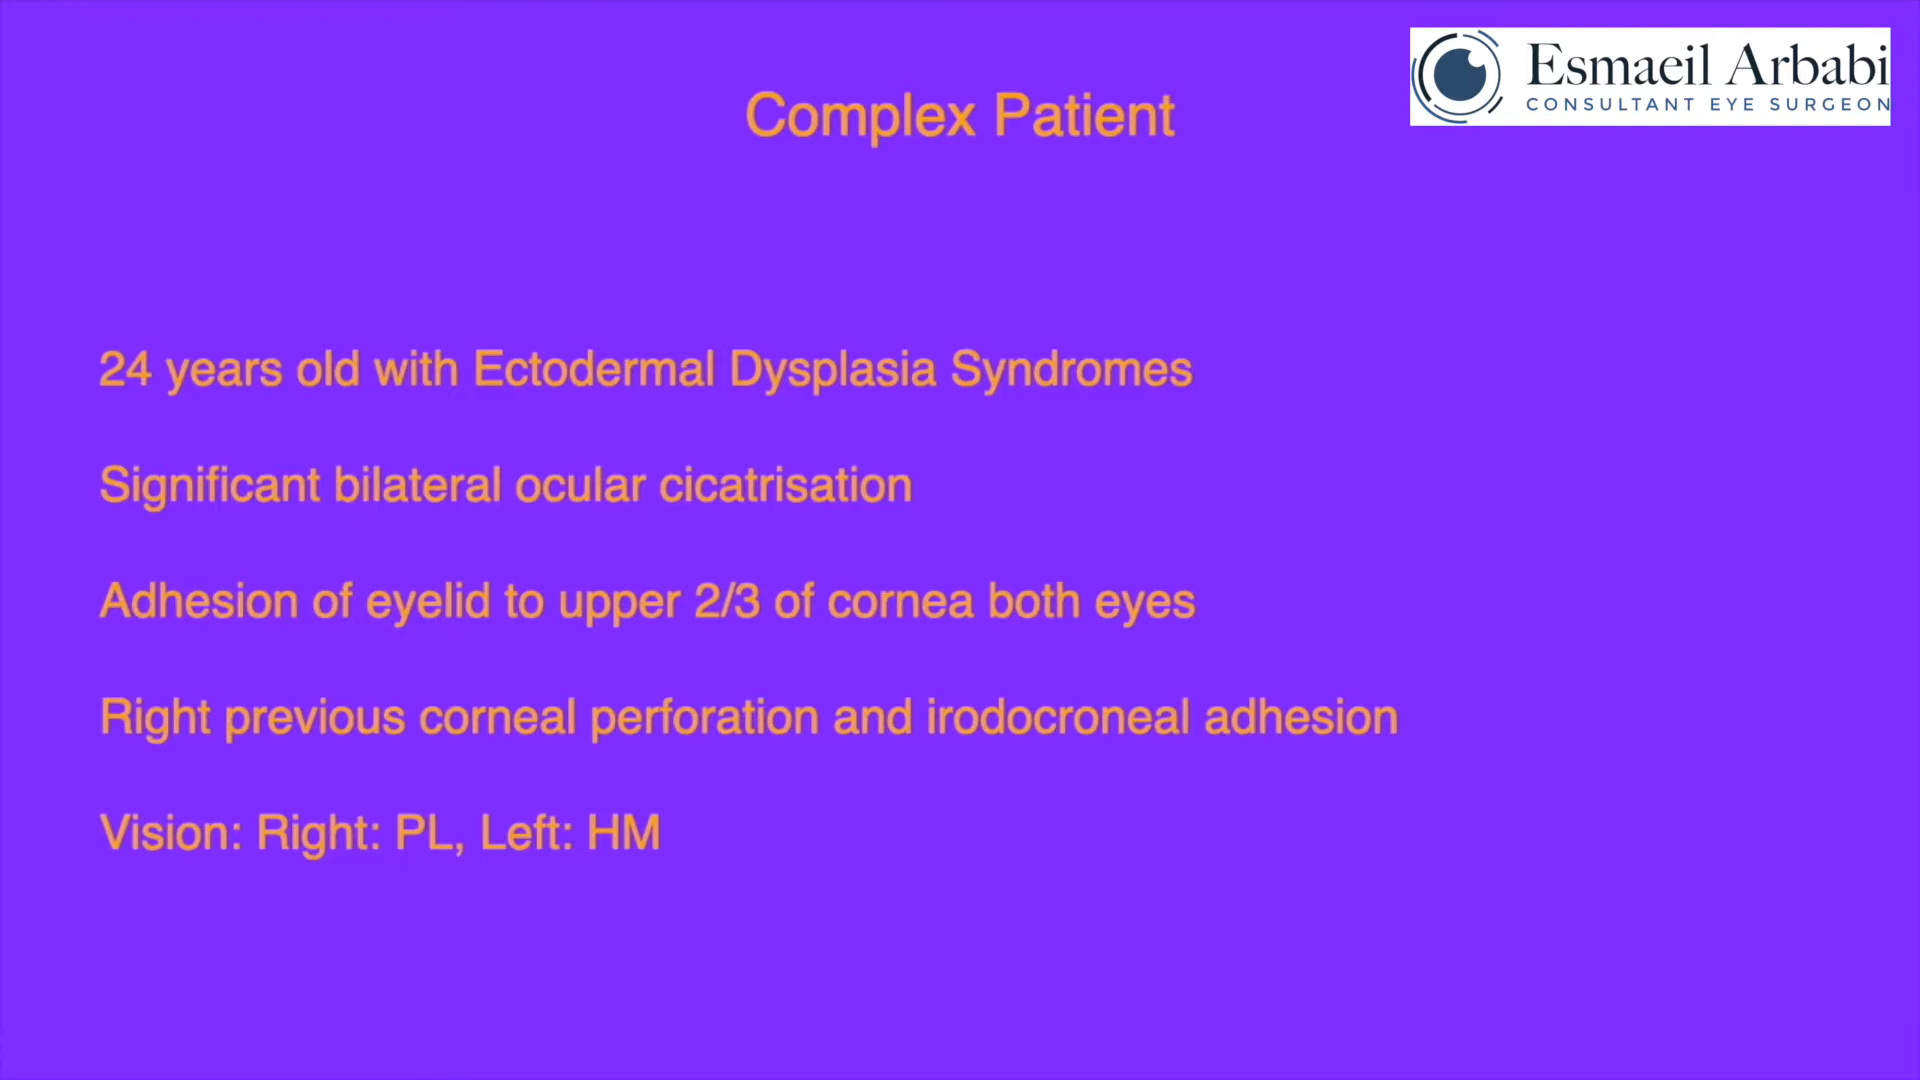 Esmaeil Arbabi
CONSULTANT EYE SURGEON
Complex Patient
24 years old with Ectodermal Dysplasia Syndromes
Significant bilateral ocular cicatrisation
Adhesion of eyelid to upper 2/3 of cornea both eyes
Right previous corneal perforation and irodocroneal adhesion
Vision: Right: PL, Left: HM